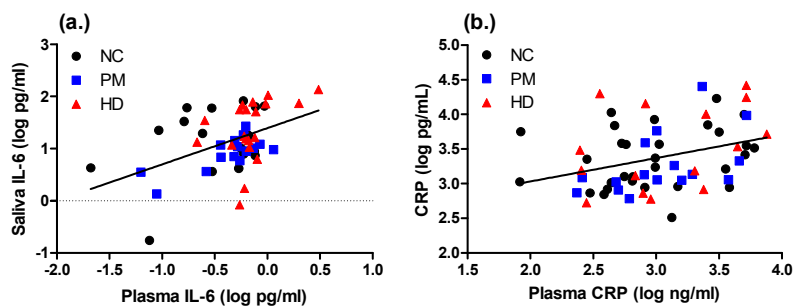 (a.)
NC
PM
HD
3
2
1
0
-1
Saliva IL-6 (log pg/ml)
-2.0 -1.5 -1.0 -0.5 0.0 0.5 1.0
Plasma IL-6 (log pg/ml)
(b.)
NC
PM
HD
5.0
4.5
4.0
3.5
3.0
2.5
2.0
CRP (log pg/mL)
1.5 2.0 2.5 3.0 3.5 4.0
Plasma CRP (log ng/ml)